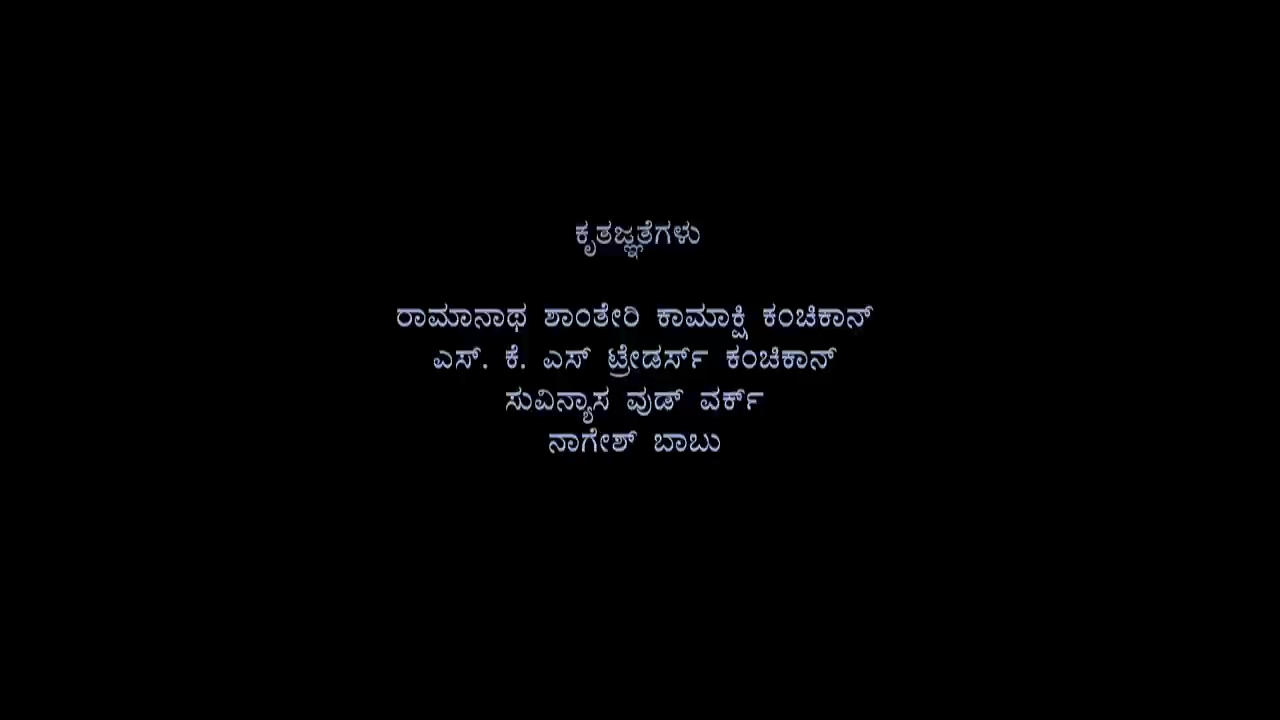 ಕೃತಜ್ಞತೆಗಳು
ರಾಮಾನಾಥ ಶಾಂತೇರಿ ಕಾಮಾಕ್ಷಿ ಕಂಚಿಕಾನ್
ಎಸ್. ಕೆ. ಎಸ್ ಟ್ರೇಡರ್ಸ್ ಕಂಚಿಕಾನ್
ಸುವಿನ್ಯಾಸ ವುಡ್ ವರ್ಕ್
ನಾಗೇಶ್ ಬಾಬು